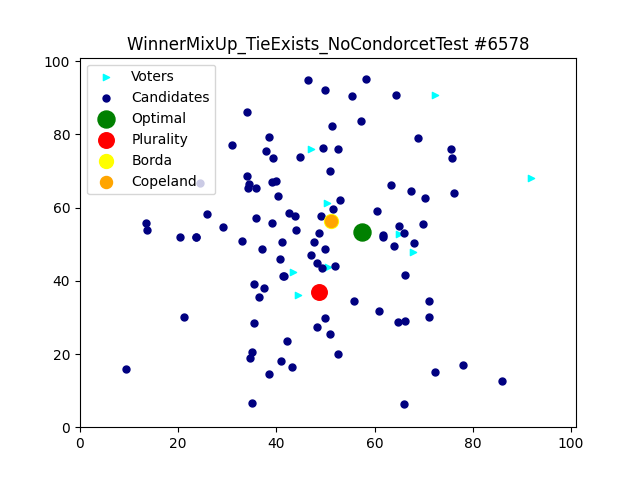 WinnerMixUp_TieExists_NoCondorcetTest #6578
Voters
Candidates
Optimal
Plurality
Borda
Copeland
100
80
60
40
20
0
0 20 40 60 80 100